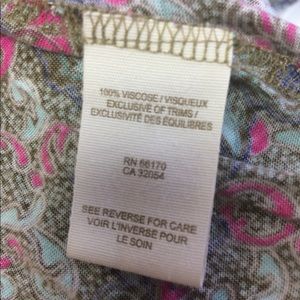 100% VISCOSE / VISQUEUX
EXCLUSIVE OF TRIMS /
EXCLUSIVITÉ DES ÉQUILIBRES
RN 66170
CA 32054
SEE REVERSE FOR CARE
VOIR L'INVERSE POUR
LE SOIN